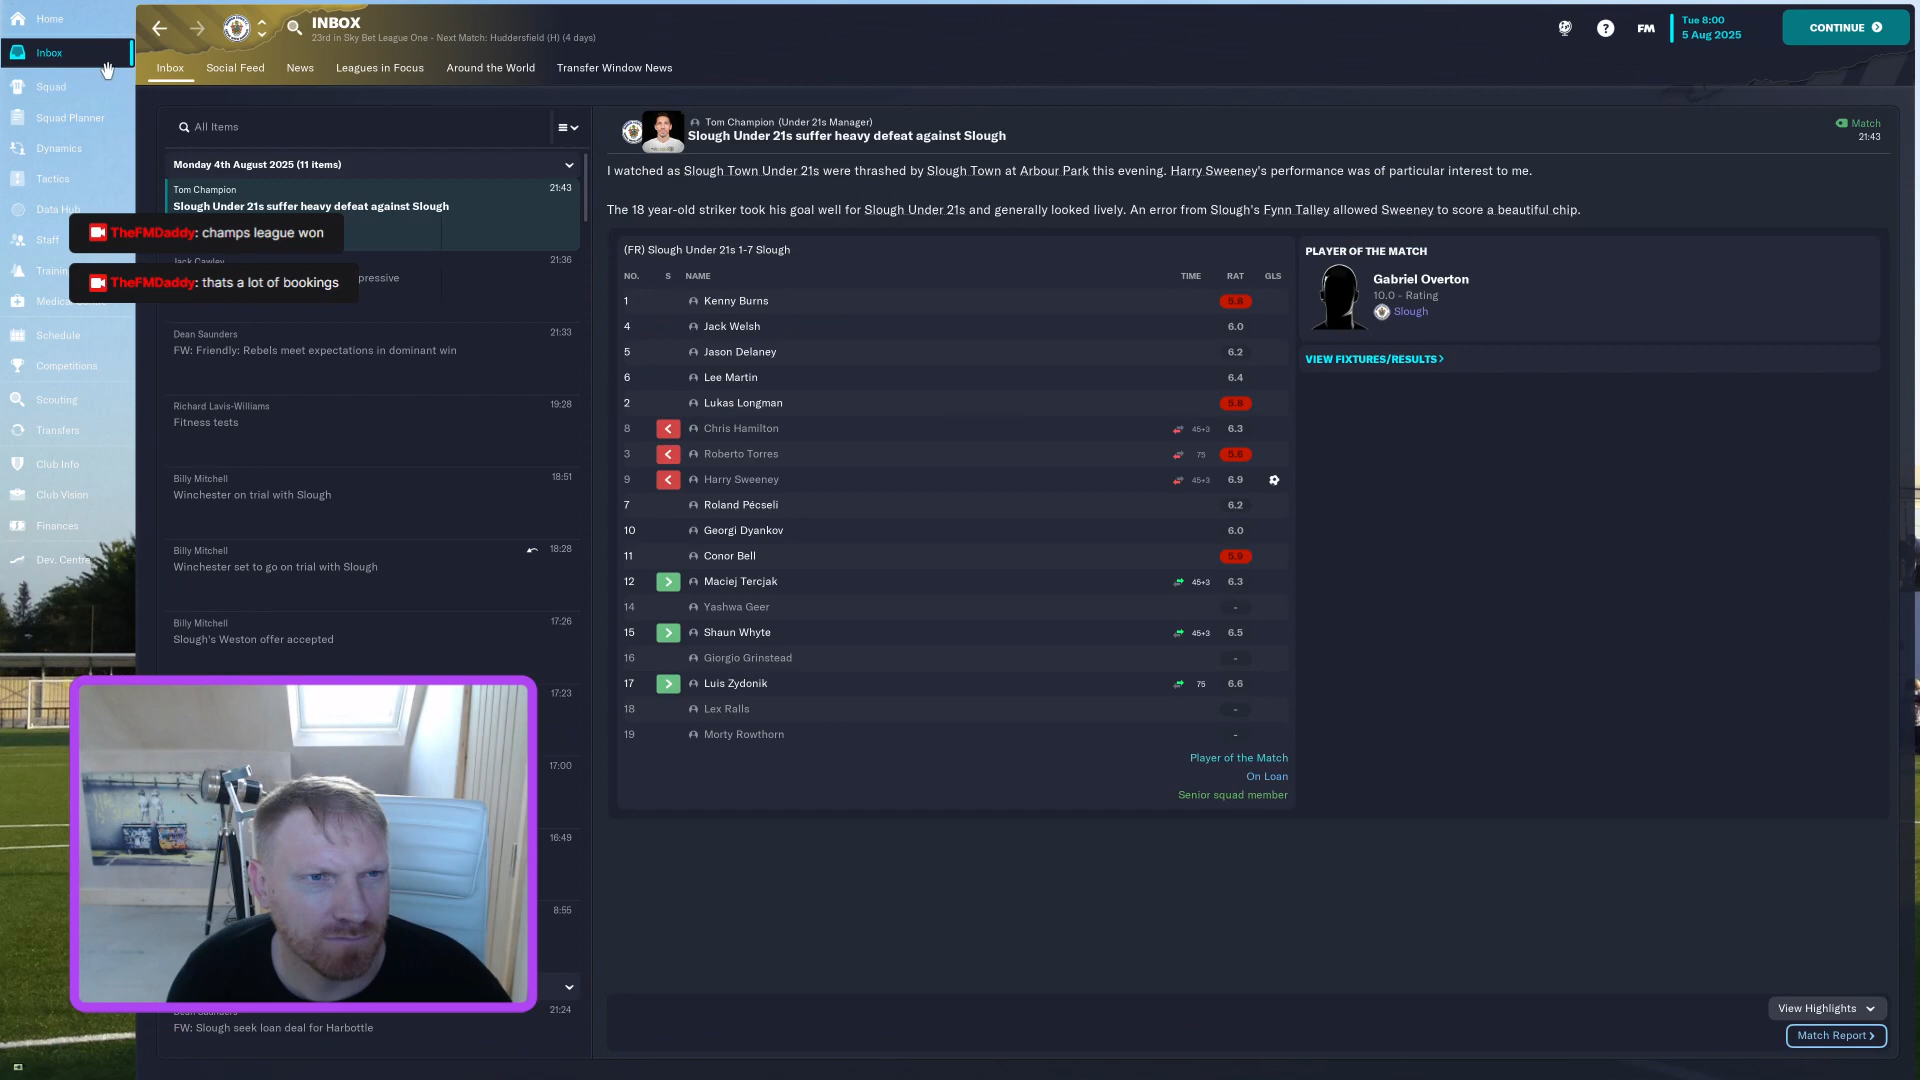 Home
Inbox
Squad
Squad Planner
Dynamics
Tactics
Data Hub
Staff
Schedule
Competitions
Scouting
Transfers
Club Info
Club Vision
Finances
Dev. Centre
TheFMDaddy: champs league won
TheFMDaddy: thats a lot of bookings
INBOX
23rd in Sky Bet League One - Next Match: Huddersfield (H) (4 days)
FM
Tue 8:00
5 Aug 2025
CONTINUE
Inbox Social Feed News Leagues in Focus Around the World Transfer Window News
All Items
Monday 4th August 2025 (11 items)
Tom Champion 21:43
Slough Under 21s suffer heavy defeat against Slough
Jack Cawley 21:36
pressive
Dean Saunders 21:33
FW: Friendly: Rebels meet expectations in dominant win
Richard Lavis-Williams 19:28
Fitness tests
Billy Mitchell 18:51
Winchester on trial with Slough
Billy Mitchell 18:28
Winchester set to go on trial with Slough
Billy Mitchell 17:26
Slough's Weston offer accepted
17:23
17:00
16:49
8:55
21:24
FW: Slough seek loan deal for Harbottle
Tom Champion (Under 21s Manager)
Slough Under 21s suffer heavy defeat against Slough
Match
21:43
I watched as Slough Town Under 21s were thrashed by Slough Town at Arbour Park this evening. Harry Sweeney's performance was of particular interest to me.
The 18 year-old striker took his goal well for Slough Under 21s and generally looked lively. An error from Slough's Fynn Talley allowed Sweeney to score a beautiful chip.
(FR) Slough Under 21s 1-7 Slough
NO. S NAME TIME RAT GLS
1 Kenny Burns 5.8
4 Jack Welsh 6.0
5 Jason Delaney 6.2
6 Lee Martin 6.4
2 Lukas Longman 5.8
8 Chris Hamilton 45+3 6.3
3 Roberto Torres 75 5.6
9 Harry Sweeney 45+3 6.9
7 Roland Pécseli 6.2
10 Georgi Dyankov 6.0
11 Conor Bell 5.9
12 Maciej Tercjak 45+3 6.3
14 Yashwa Geer -
15 Shaun Whyte 45+3 6.5
16 Giorgio Grinstead -
17 Luis Zydonik 75 6.6
18 Lex Ralls -
19 Morty Rowthorn -
Player of the Match
On Loan
Senior squad member
PLAYER OF THE MATCH
Gabriel Overton
10.0 - Rating
Slough
VIEW FIXTURES/RESULTS
View Highlights
Match Report